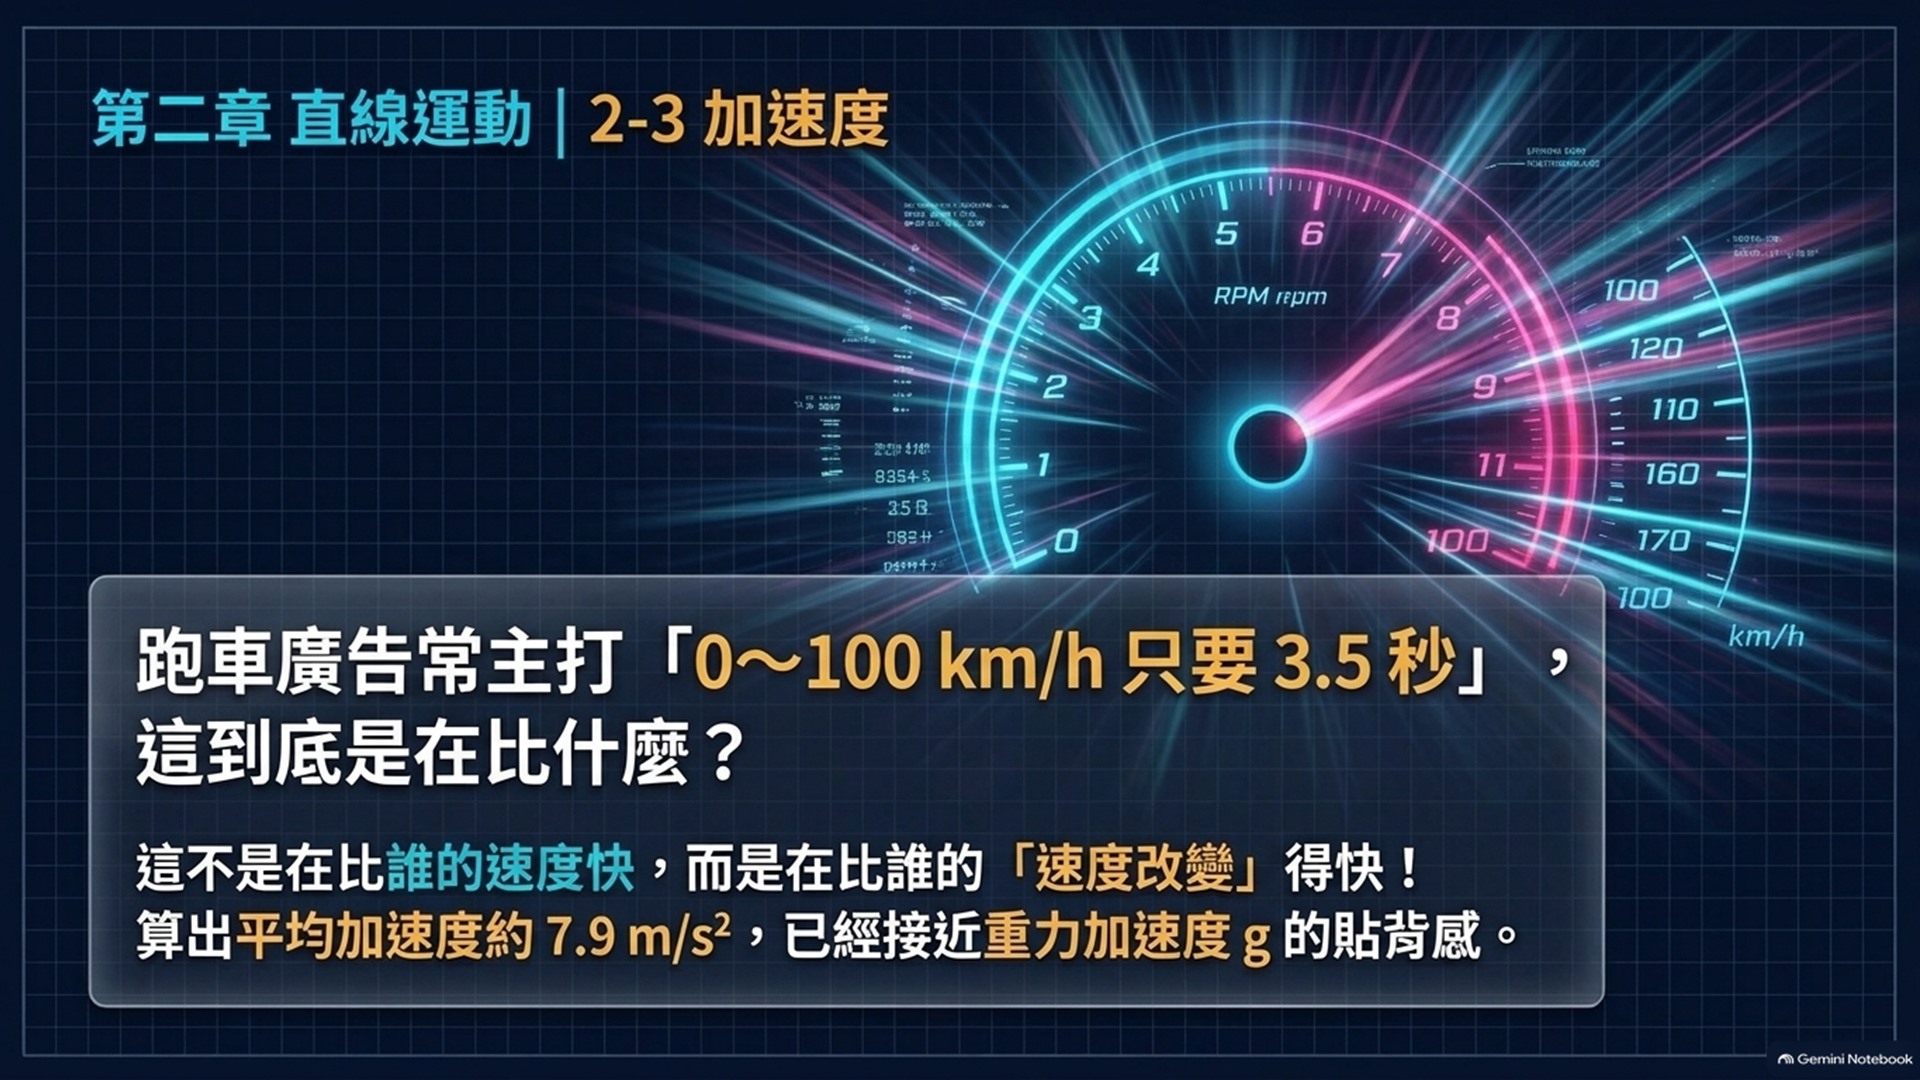 第二章 直線運動 | 2-3 加速度
5
6
4
7
3
RPM
8
2
9
1
11
0
100
100
120
110
160
170
100
km/h
跑車廣告常主打「0～100 km/h 只要 3.5 秒」，
這到底是在比什麼？
這不是在比誰的速度快，而是在比誰的「速度改變」得快！
算出平均加速度約 7.9 m/s²，已經接近重力加速度 g 的貼背感。
Gemini Notebook